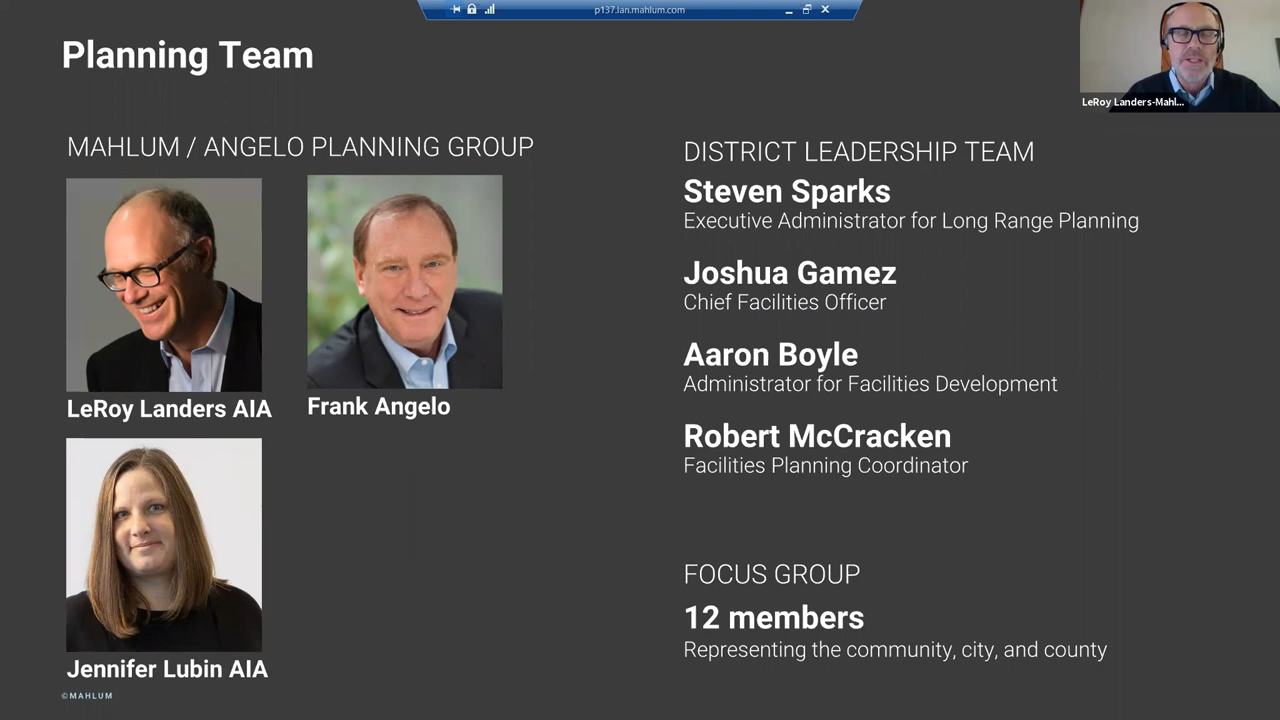 p137.lan.mahlum.com
Planning Team
LeRoy Landers-Mahl...
MAHLUM / ANGELO PLANNING GROUP
LeRoy Landers AIA
Frank Angelo
Jennifer Lubin AIA
©MAHLUM
DISTRICT LEADERSHIP TEAM
Steven Sparks
Executive Administrator for Long Range Planning
Joshua Gamez
Chief Facilities Officer
Aaron Boyle
Administrator for Facilities Development
Robert McCracken
Facilities Planning Coordinator
FOCUS GROUP
12 members
Representing the community, city, and county